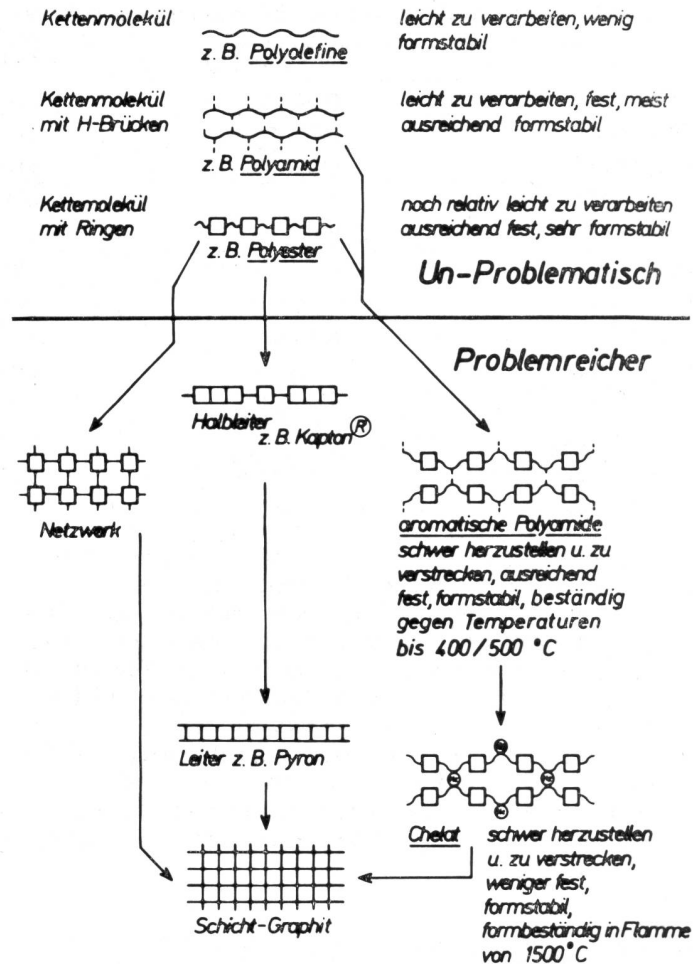 Kettenmolekül
z. B. Polyolefine
leicht zu verarbeiten, wenig
formstabil
Kettenmolekül
mit H-Brücken
z. B. Polyamid
leicht zu verarbeiten, fest, meist
ausreichend formstabil
Kettemolekül
mit Ringen
z. B. Polyester
noch relativ leicht zu verarbeiten
ausreichend fest, sehr formstabil
Un-Problematisch
Problemreicher
Halbleiter
z. B. Kapton®
Netzwerk
aromatische Polyamide
schwer herzustellen u. zu
verstrecken, ausreichend
fest, formstabil, beständig
gegen Temperaturen
bis 400/500 °C
Leiter z. B. Pyron
Chelat
schwer herzustellen
u. zu verstrecken,
weniger fest,
formstabil,
formbeständig in Flamme
von 1500°C
Schicht-Graphit